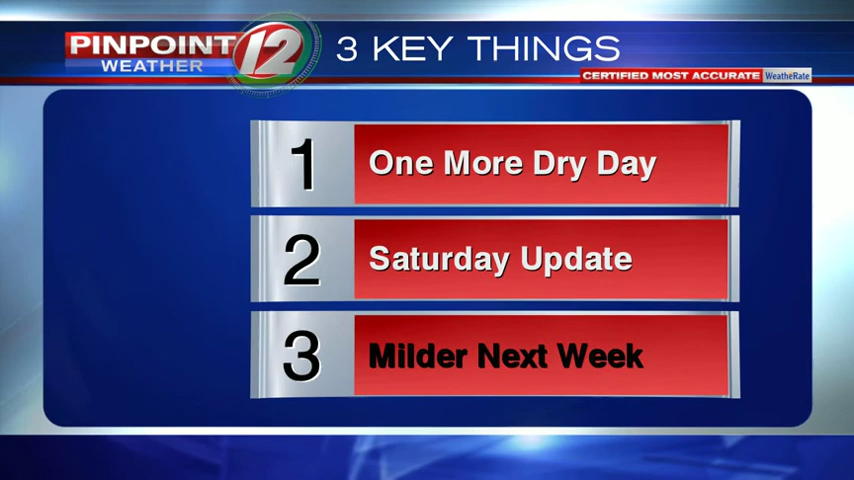 PINPOINT
WEATHER
12
3 KEY THINGS
CERTIFIED MOST ACCURATE WeatheRate
1 One More Dry Day
2 Saturday Update
3 Milder Next Week